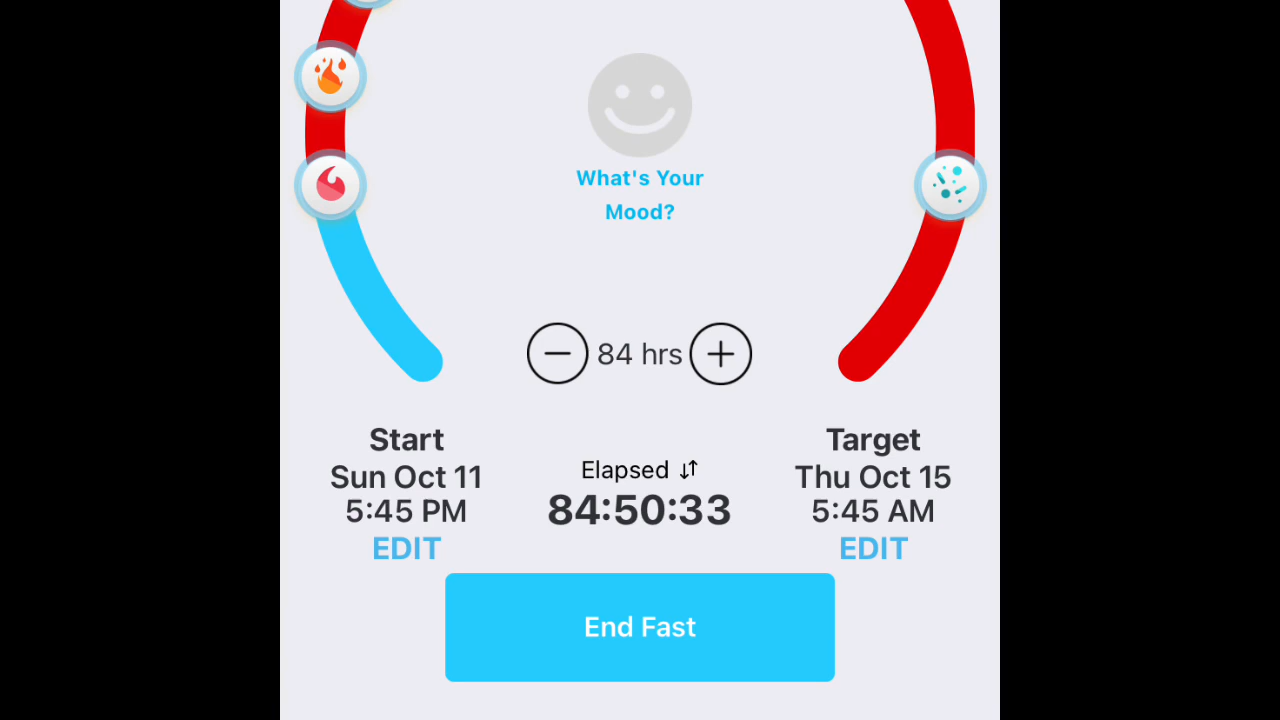 What's Your
Mood?
84 hrs
Start
Sun Oct 11
5:45 PM
EDIT
Elapsed
84:50:33
Target
Thu Oct 15
5:45 AM
EDIT
End Fast